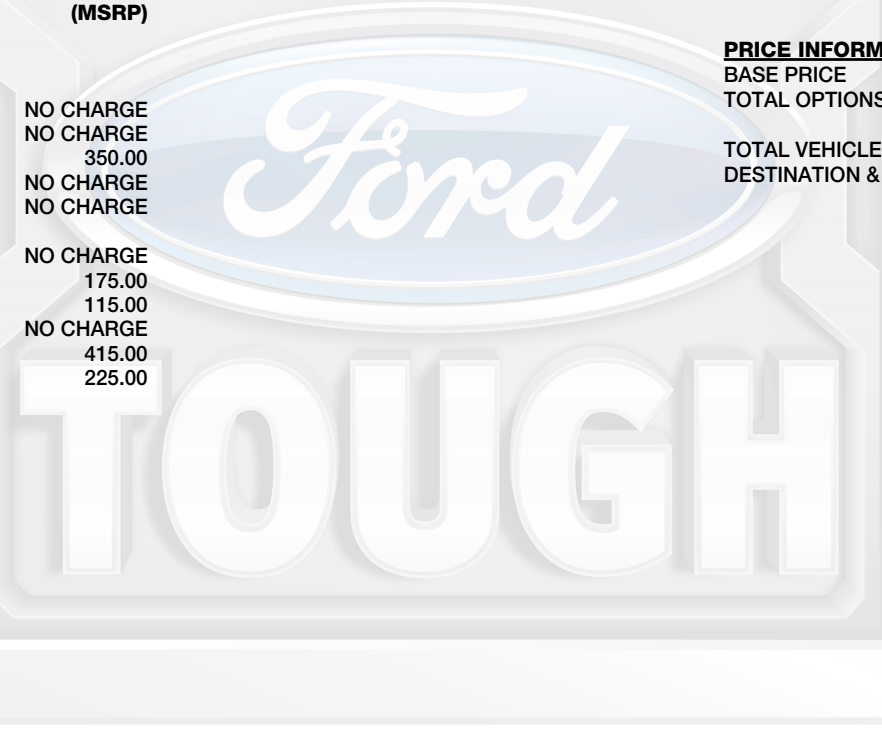 (MSRP)
NO CHARGE
NO CHARGE
350.00
NO CHARGE
NO CHARGE
NO CHARGE
175.00
115.00
NO CHARGE
415.00
225.00
PRICE INFORM
BASE PRICE
TOTAL OPTIONS
TOTAL VEHICLE
DESTINATION &
Ford
TOUGH